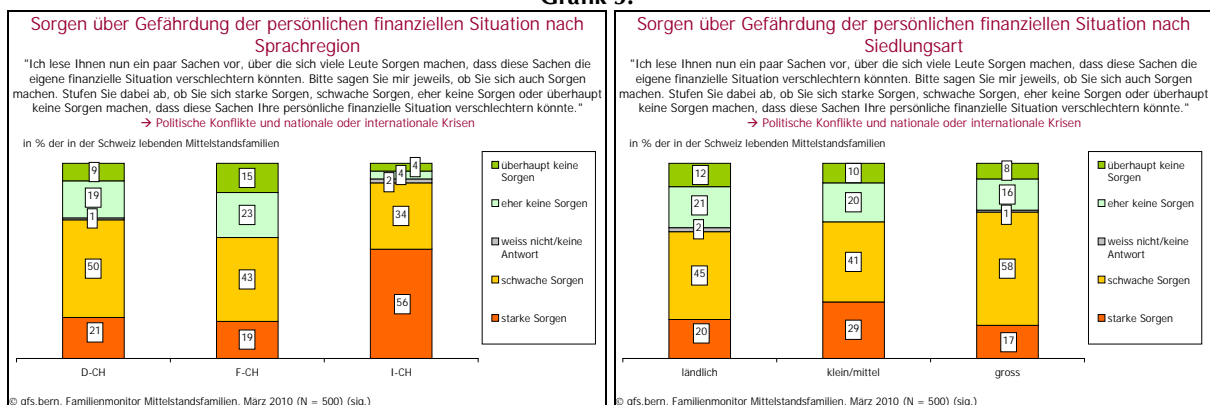 Sorgen über Gefährdung der persönlichen finanziellen Situation nach
Sprachregion
"Ich lese Ihnen nun ein paar Sachen vor, über die sich viele Leute Sorgen machen, dass diese Sachen die
eigene finanzielle Situation verschlechtern könnten. Bitte sagen Sie mir jeweils, ob Sie sich auch Sorgen
machen. Stufen Sie dabei ab, ob Sie sich starke Sorgen, schwache Sorgen, eher keine Sorgen oder überhaupt
keine Sorgen machen, dass diese Sachen Ihre persönliche finanzielle Situation verschlechtern könnte."
→ Politische Konflikte und nationale oder internationale Krisen
in % der in der Schweiz lebenden Mittelstandsfamilien
9
19
1
50
21
15
23
43
19
4
4
2
34
56
D-CH
F-CH
I-CH
überhaupt keine
Sorgen
eher keine Sorgen
weiss nicht/keine
Antwort
schwache Sorgen
starke Sorgen
© gfs.bern, Familienmonitor Mittelstandsfamilien, März 2010 (N = 500) (sig.)
Sorgen über Gefährdung der persönlichen finanziellen Situation nach
Siedlungsart
"Ich lese Ihnen nun ein paar Sachen vor, über die sich viele Leute Sorgen machen, dass diese Sachen die
eigene finanzielle Situation verschlechtern könnten. Bitte sagen Sie mir jeweils, ob Sie sich auch Sorgen
machen. Stufen Sie dabei ab, ob Sie sich starke Sorgen, schwache Sorgen, eher keine Sorgen oder überhaupt
keine Sorgen machen, dass diese Sachen Ihre persönliche finanzielle Situation verschlechtern könnte."
→ Politische Konflikte und nationale oder internationale Krisen
in % der in der Schweiz lebenden Mittelstandsfamilien
12
21
2
45
20
10
20
41
29
8
16
1
58
17
ländlich
klein/mittel
gross
überhaupt keine
Sorgen
eher keine Sorgen
weiss nicht/keine
Antwort
schwache Sorgen
starke Sorgen
© gfs.bern, Familienmonitor Mittelstandsfamilien, März 2010 (N = 500) (sig.)